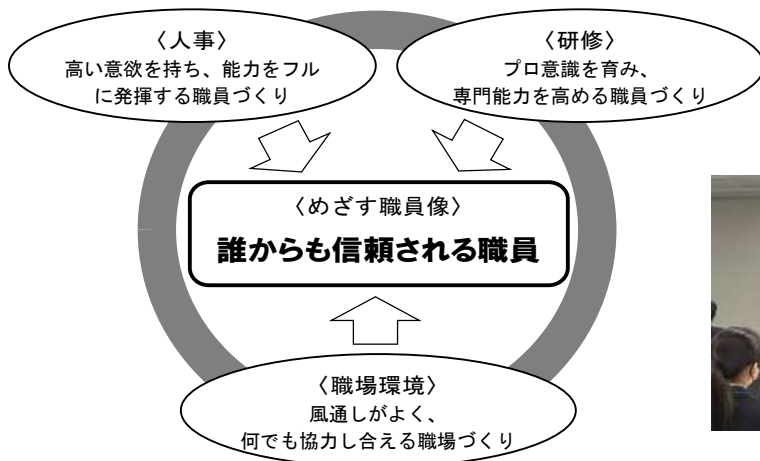 〈人事〉
高い意欲を持ち、能力をフル
に発揮する職員づくり
〈研修〉
プロ意識を育み、
専門能力を高める職員づくり
〈めざす職員像〉
誰からも信頼される職員
〈職場環境〉
風通しがよく、
何でも協力し合える職場づくり